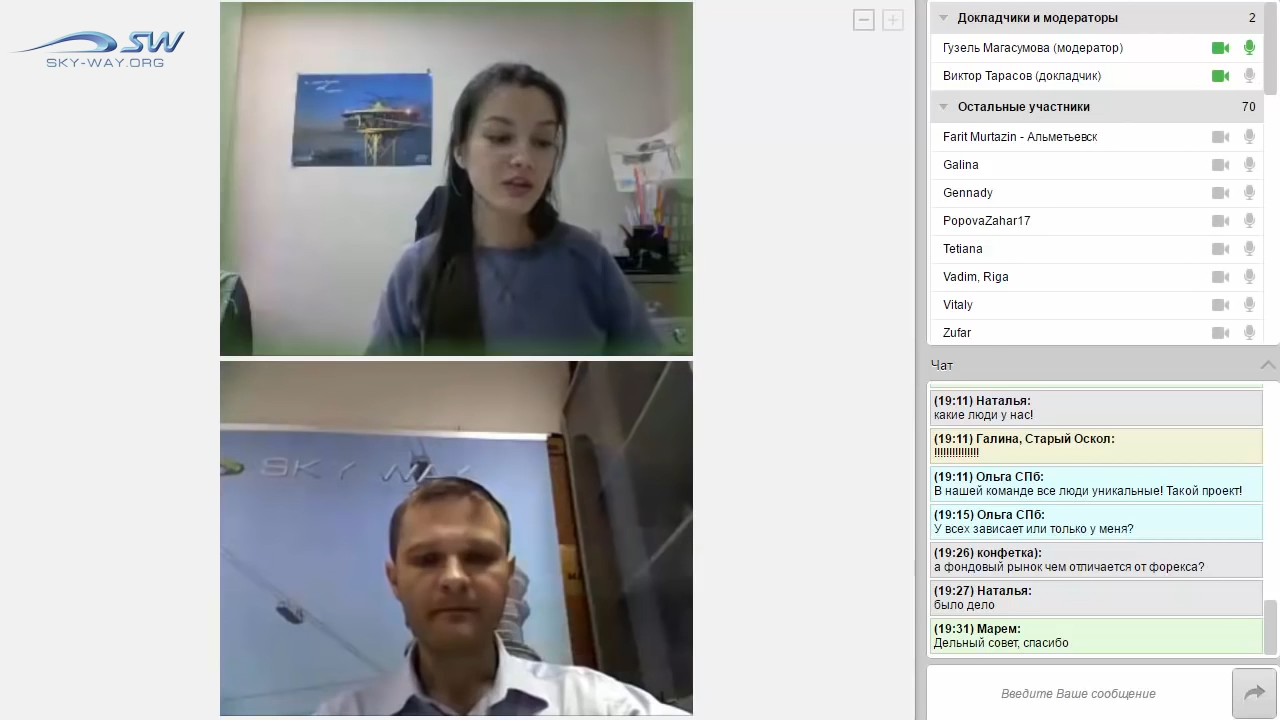 SW
SKY-WAY.ORG
SKY WAY
Докладчики и модераторы 2
Гузель Магасумова (модератор)
Виктор Тарасов (докладчик)
Остальные участники 70
Farit Murtazin - Альметьевск
Galina
Gennady
PopovaZahar17
Tetiana
Vadim, Riga
Vitaly
Zufar
Чат
(19:11) Наталья:
какие люди у нас!
(19:11) Галина, Старый Оскол:
!!!!!!!!!!!!!!!
(19:11) Ольга СПб:
В нашей команде все люди уникальные! Такой проект!
(19:15) Ольга СПб:
У всех зависает или только у меня?
(19:26) конфетка):
а фондовый рынок чем отличается от форекса?
(19:27) Наталья:
было дело
(19:31) Марем:
Дельный совет, спасибо
Введите Ваше сообщение